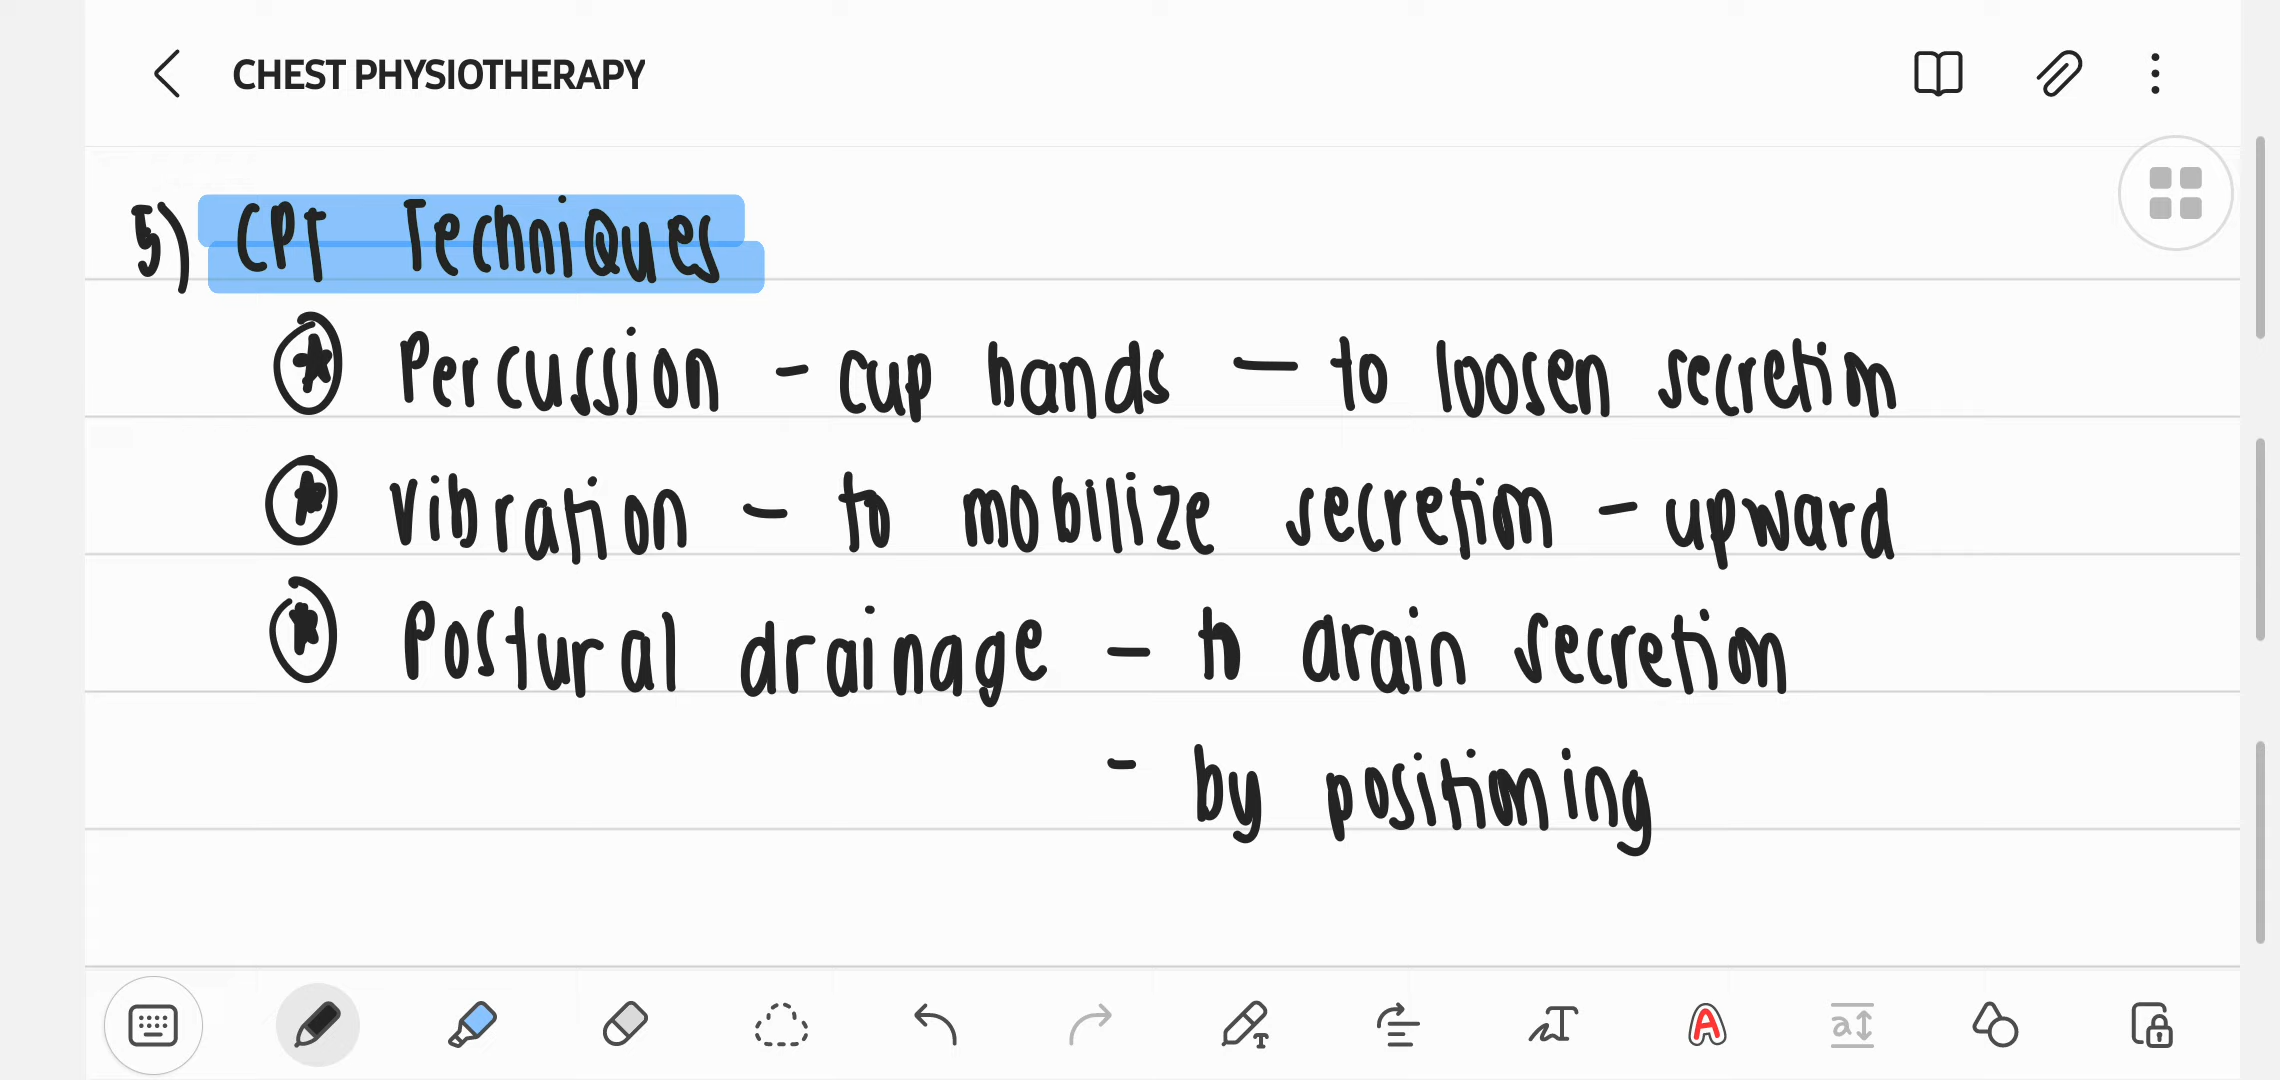 CHEST PHYSIOTHERAPY
5) CPT Techniques
Percussion - cup hands — to loosen secretion
Vibration - to mobilize secretion - upward
Postural drainage - to drain secretion
- by positioning